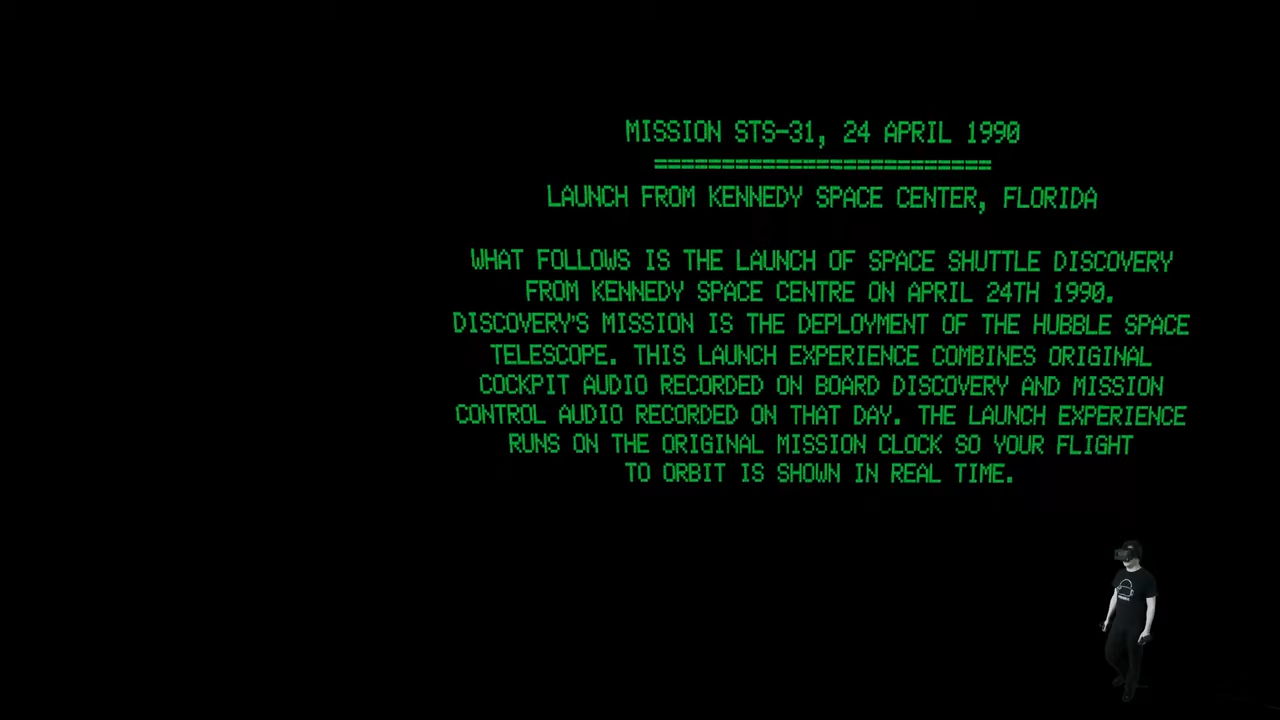 MISSION STS-31, 24 APRIL 1990
=========================
LAUNCH FROM KENNEDY SPACE CENTER, FLORIDA
WHAT FOLLOWS IS THE LAUNCH OF SPACE SHUTTLE DISCOVERY
FROM KENNEDY SPACE CENTRE ON APRIL 24TH 1990.
DISCOVERY'S MISSION IS THE DEPLOYMENT OF THE HUBBLE SPACE
TELESCOPE. THIS LAUNCH EXPERIENCE COMBINES ORIGINAL
COCKPIT AUDIO RECORDED ON BOARD DISCOVERY AND MISSION
CONTROL AUDIO RECORDED ON THAT DAY. THE LAUNCH EXPERIENCE
RUNS ON THE ORIGINAL MISSION CLOCK SO YOUR FLIGHT
TO ORBIT IS SHOWN IN REAL TIME.